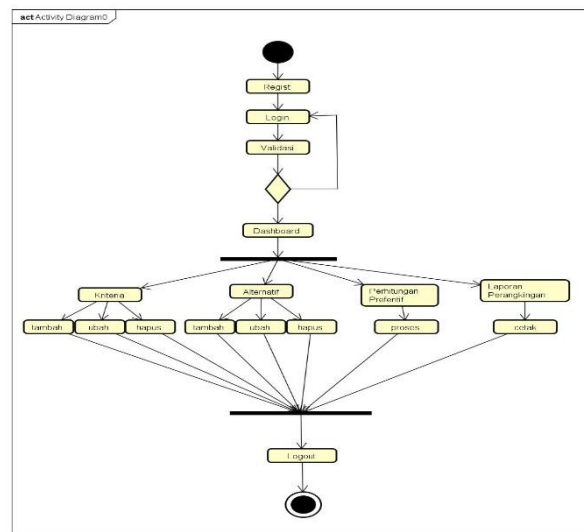 act Activity Diagram0
Regist
Login
Validasi
Dashboard
Kriteria
Alternatif
Perhitungan
Prefentif
Laporan
Perangkingan
tambah
ubah
hapus
tambah
ubah
hapus
proses
cetak
Logout